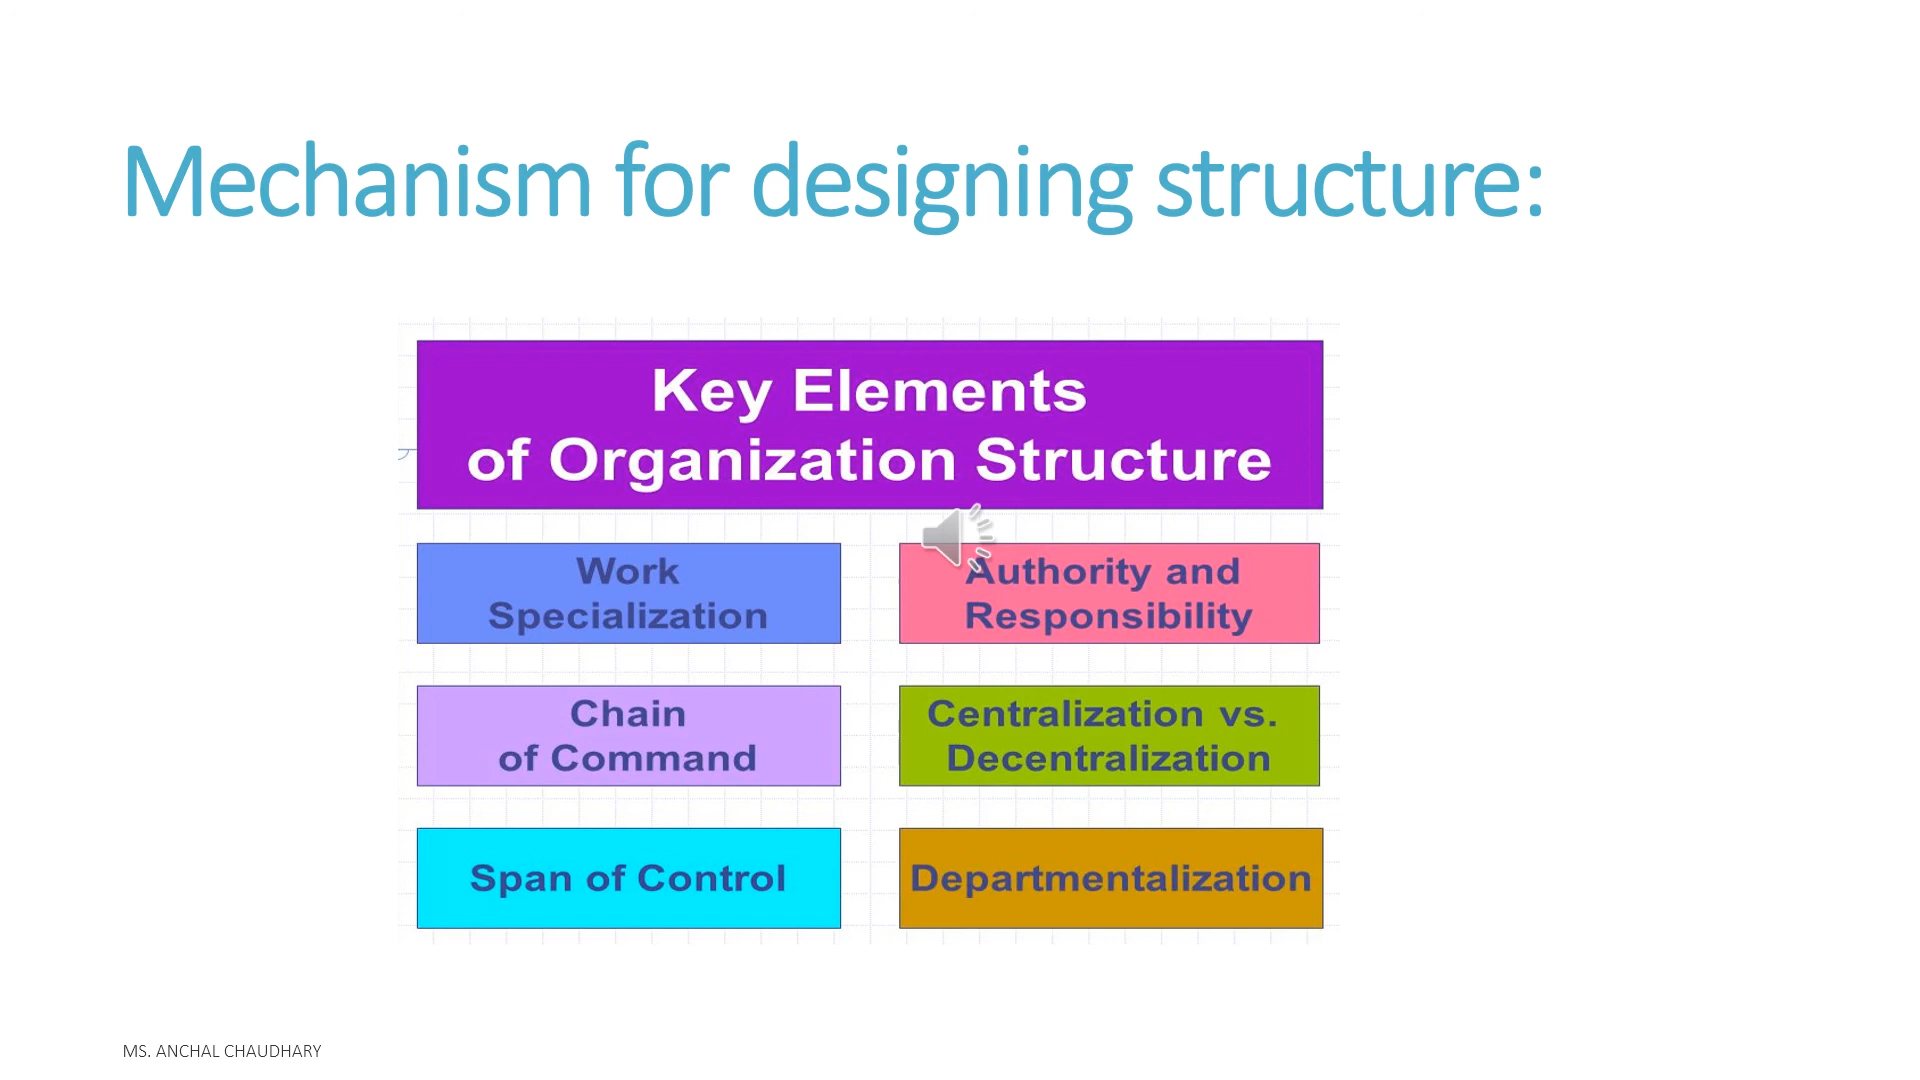 Mechanism for designing structure:
Key Elements
of Organization Structure
Work
Specialization
Authority and
Responsibility
Chain
of Command
Centralization vs.
Decentralization
Span of Control
Departmentalization
MS. ANCHAL CHAUDHARY